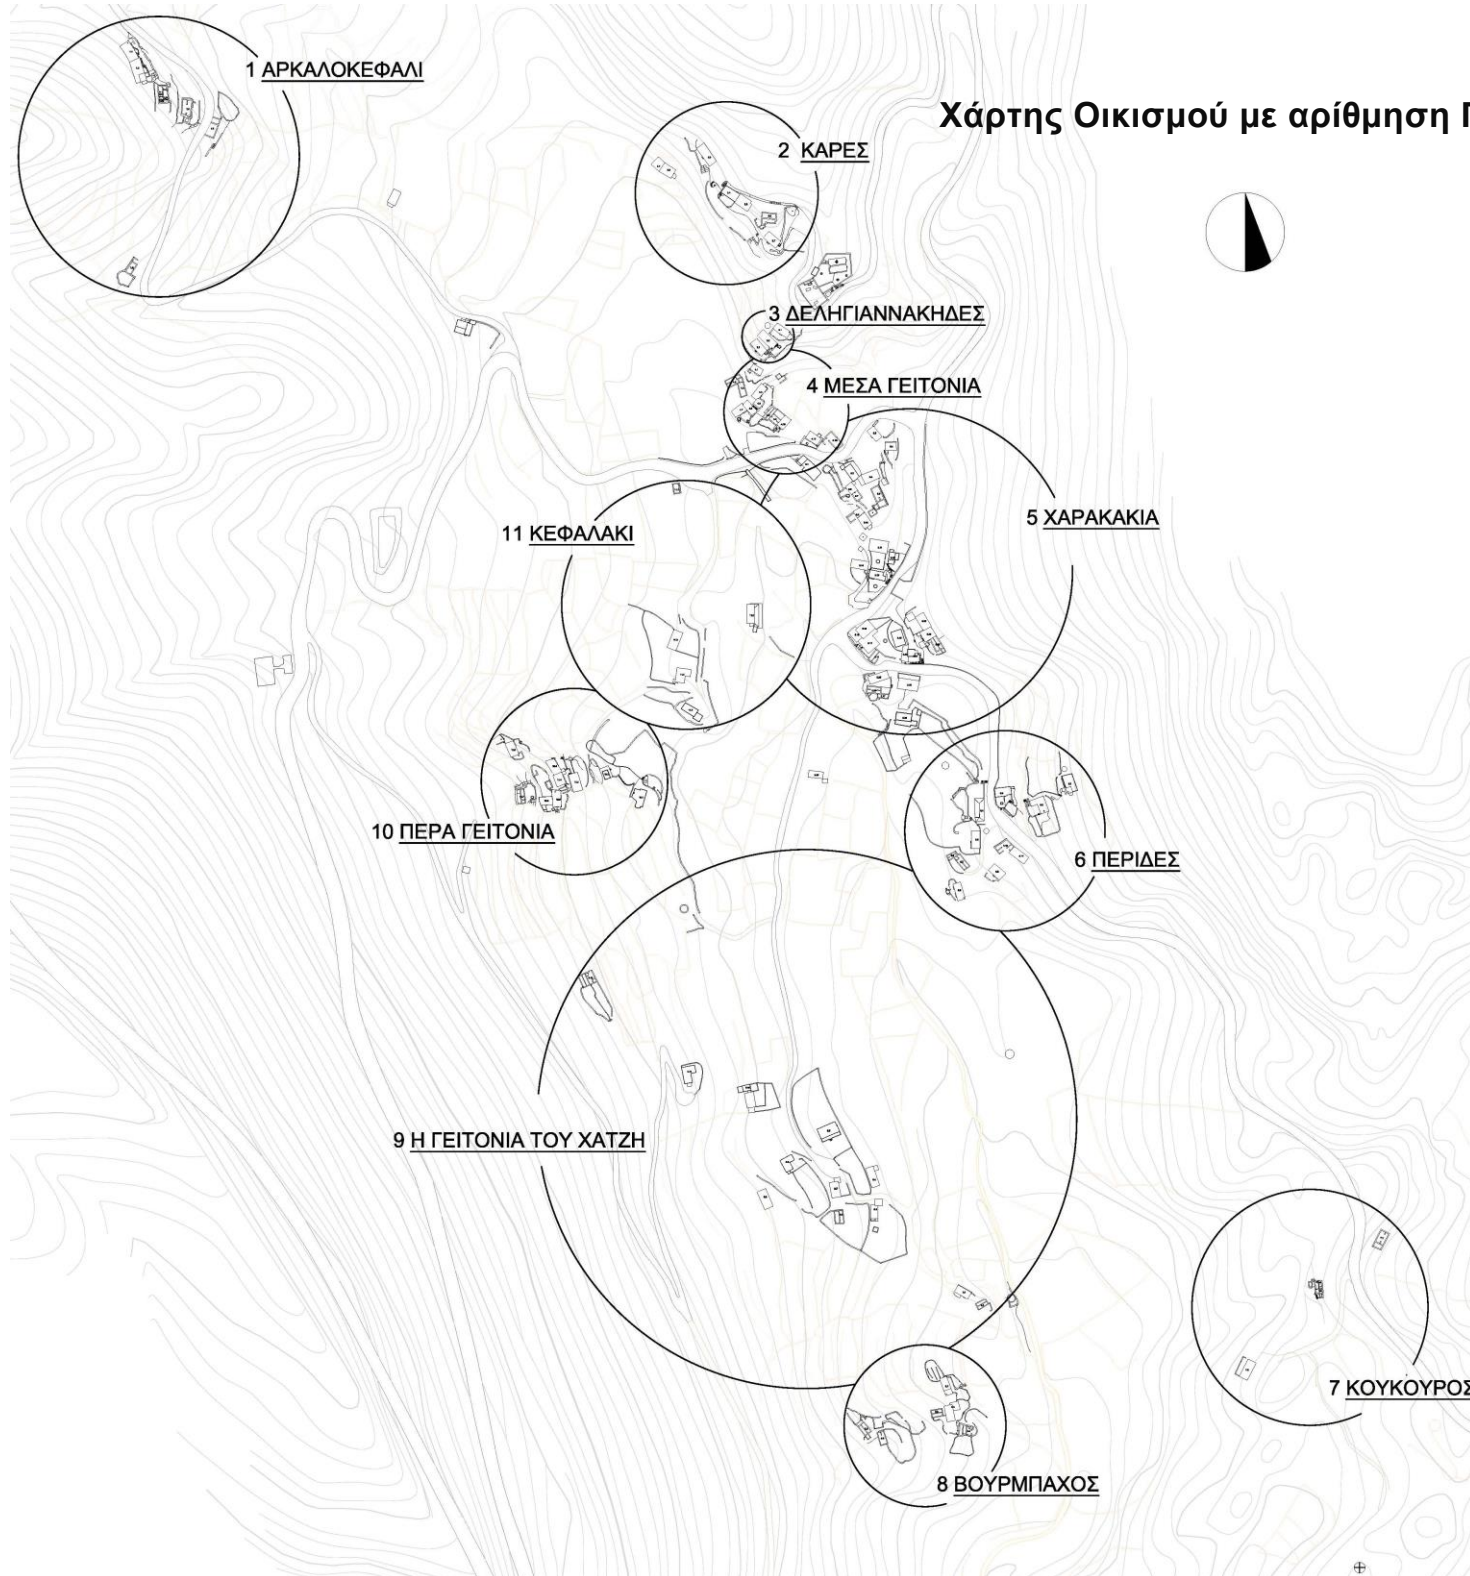 1 ΑΡΚΑΛΟΚΕΦΑΛΙ
Χάρτης Οικισμού με αρίθμηση
2 ΚΑΡΕΣ
3 ΔΕΛΗΓΙΑΝΝΑΚΗΔΕΣ
4 ΜΕΣΑ ΓΕΙΤΟΝΙΑ
5 ΧΑΡΑΚΑΚΙΑ
11 ΚΕΦΑΛΑΚΙ
10 ΠΕΡΑ ΓΕΙΤΟΝΙΑ
6 ΠΕΡΙΔΕΣ
9 Η ΓΕΙΤΟΝΙΑ ΤΟΥ ΧΑΤΖΗ
7 ΚΟΥΚΟΥΡΟΣ
8 ΒΟΥΡΜΠΑΧΟΣ